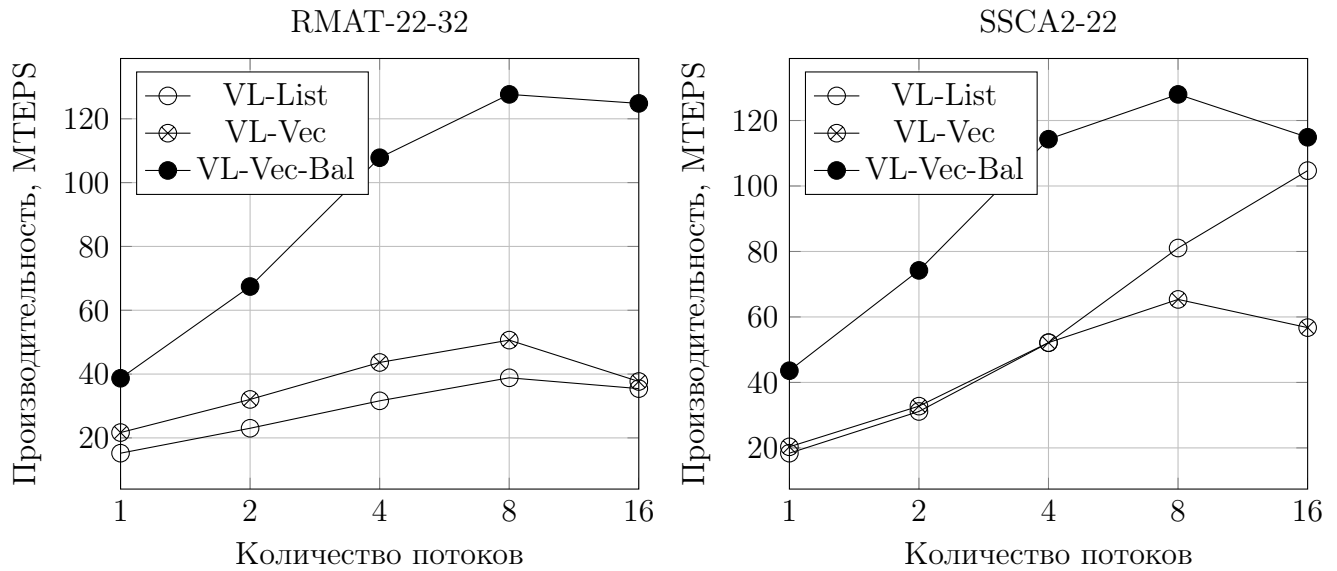 RMAT-22-32
Производительность, MTEPS
VL-List
VL-Vec
VL-Vec-Bal
120
100
80
60
40
20
1 2 4 8 16
Количество потоков
SSCA2-22
Производительность, MTEPS
VL-List
VL-Vec
VL-Vec-Bal
120
100
80
60
40
20
1 2 4 8 16
Количество потоков